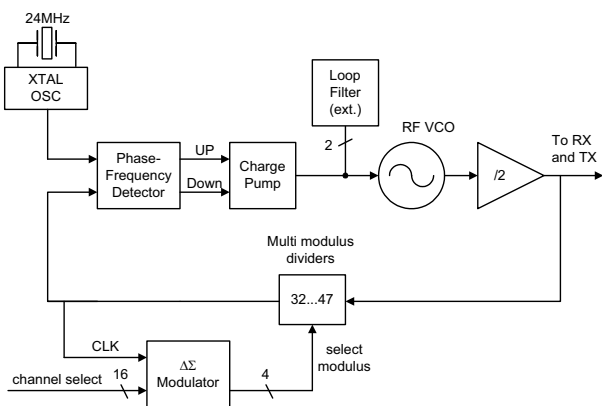 24MHz
XTAL
OSC
Loop
Filter
(ext.)
2
RF VCO
To RX
and TX
Phase-
Frequency
Detector
UP
Down
Charge
Pump
/2
Multi modulus
dividers
32...47
CLK
channel select
16
ΔΣ
Modulator
4
select
modulus